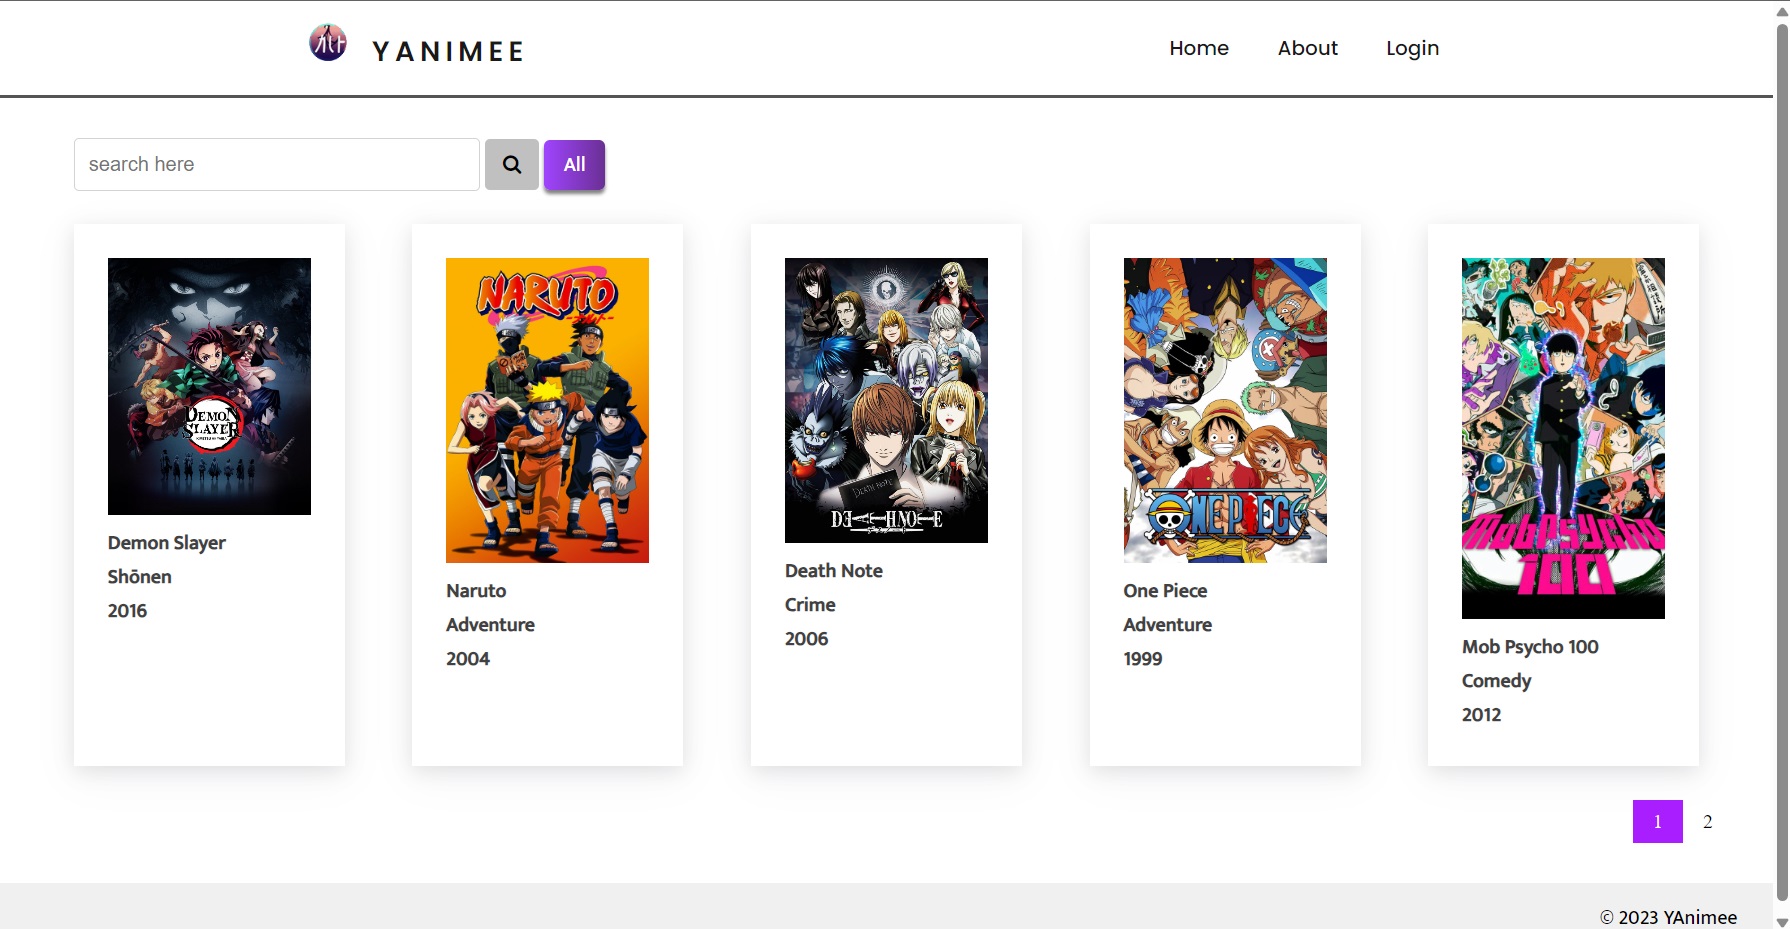 YANIMEE
Home
About
Login
search here
All
DEMON
SLAYER
NARUTO
DEATH NOTE
DEATH NOTE
ONE PIECE
Mob Psycho
100
Demon Slayer
Shōnen
2016
Naruto
Adventure
2004
Death Note
Crime
2006
One Piece
Adventure
1999
Mob Psycho 100
Comedy
2012
1
2
© 2023 YAnimee